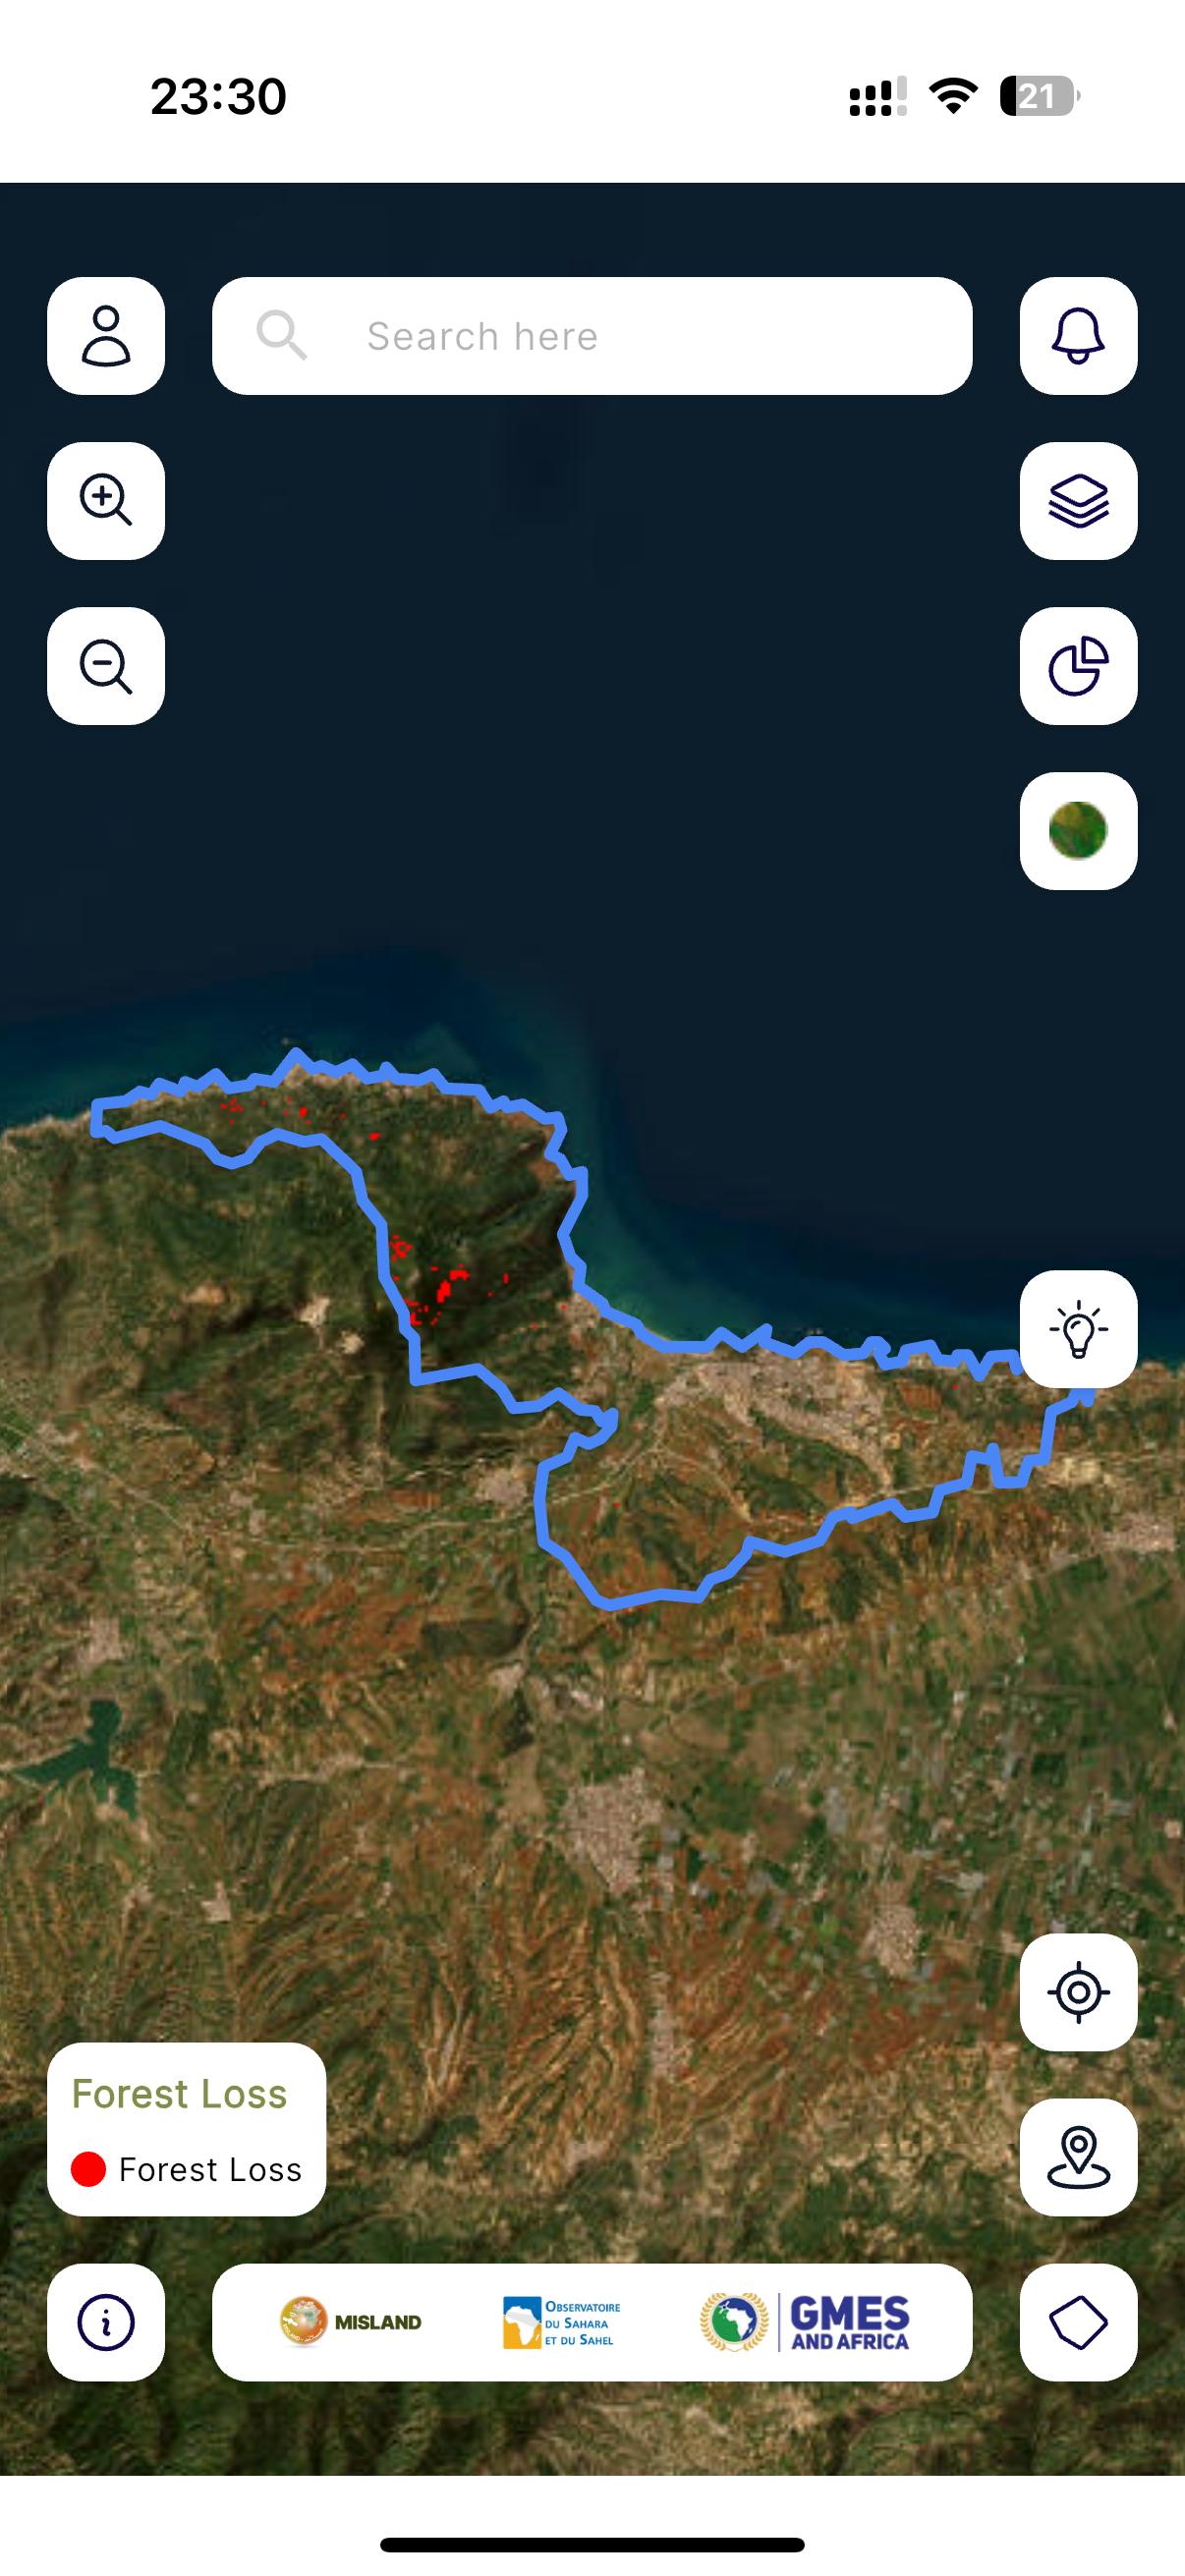 23:30
21
Search here
Forest Loss
Forest Loss
MISLAND
OBSERVATOIRE
DU SAHARA
ET DU SAHEL
GMES
AND AFRICA